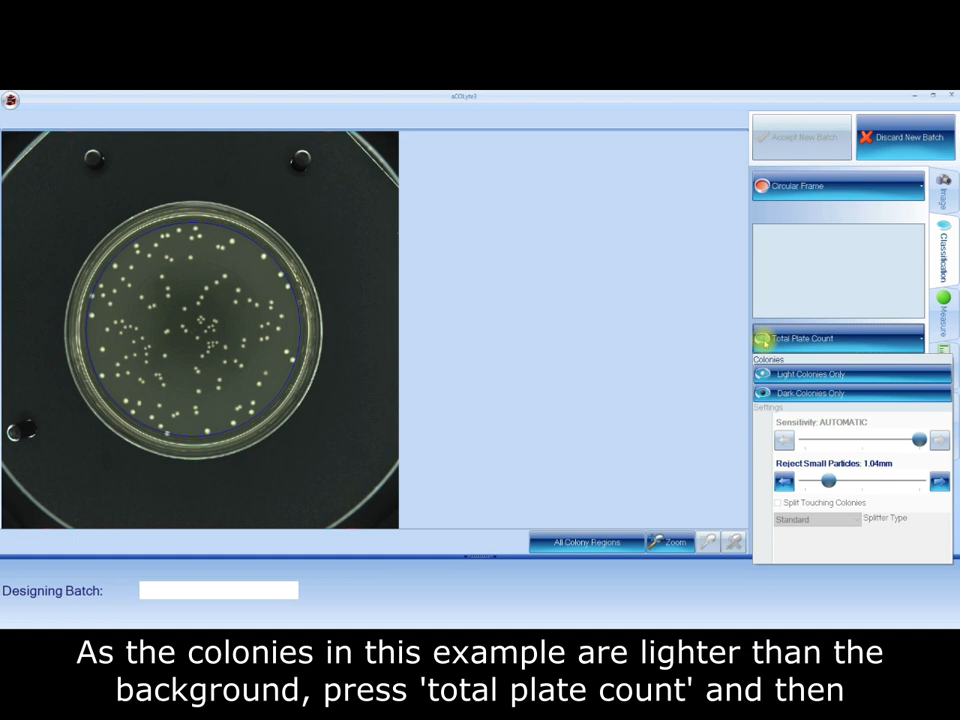 aCOLyte3
Accept New Batch
Discard New Batch
Circular Frame
Image
Classification
Measure
Total Plate Count
Colonies
Light Colonies Only
Dark Colonies Only
Settings
Sensitivity: AUTOMATIC
Reject Small Particles: 1.04mm
Split Touching Colonies
Standard
Splitter Type
All Colony Regions
Zoom
Designing Batch:
As the colonies in this example are lighter than the
background, press 'total plate count' and then